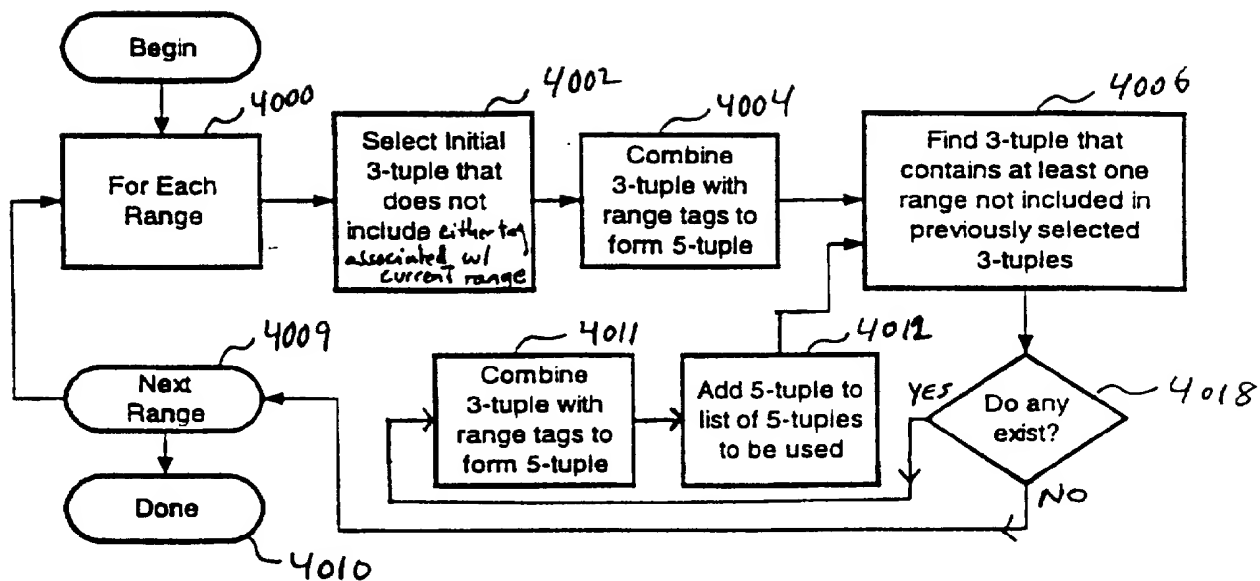 Begin
4000
For Each
Range
4002
Select Initial
3-tuple that
does not
include either tag
associated w/
current range
4004
Combine
3-tuple with
range tags to
form 5-tuple
4006
Find 3-tuple that
contains at least one
range not included in
previously selected
3-tuples
4009
Next
Range
4011
Combine
3-tuple with
range tags to
form 5-tuple
4012
Add 5-tuple to
list of 5-tuples
to be used
YES
Do any
exist?
4018
NO
Done
4010